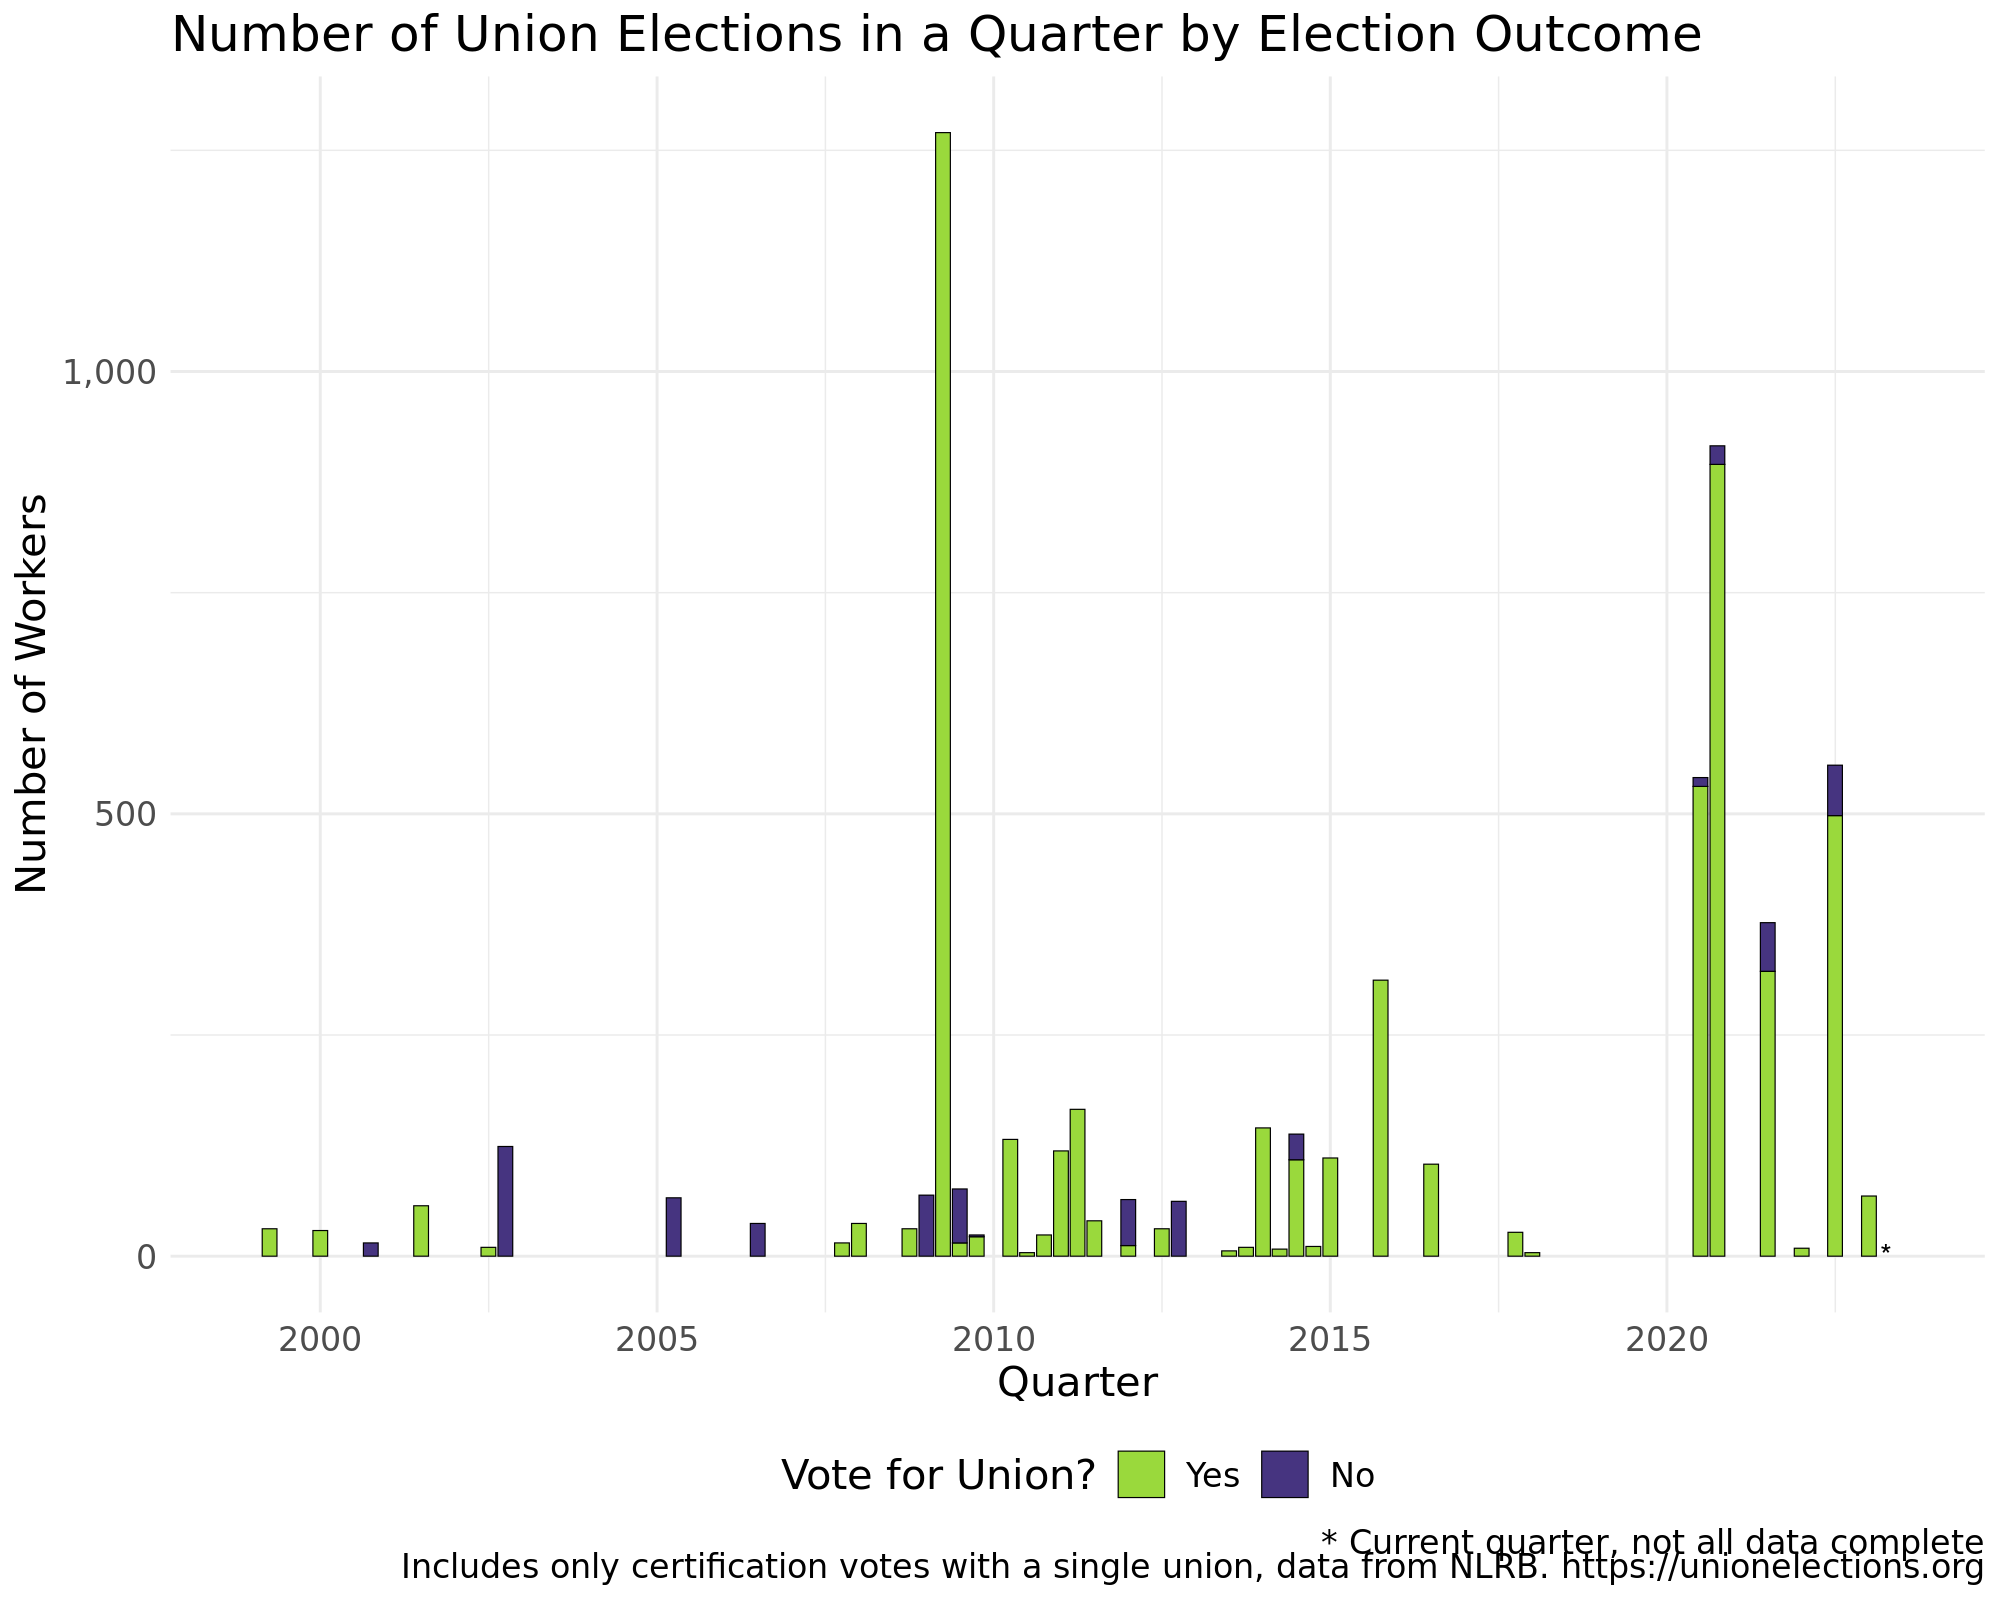 Number of Union Elections in a Quarter by Election Outcome
Number of Workers
1,000
500
0
*
2000 2005 2010 2015 2020
Quarter
Vote for Union? Yes No
* Current quarter, not all data complete
Includes only certification votes with a single union, data from NLRB. https://unionelections.org